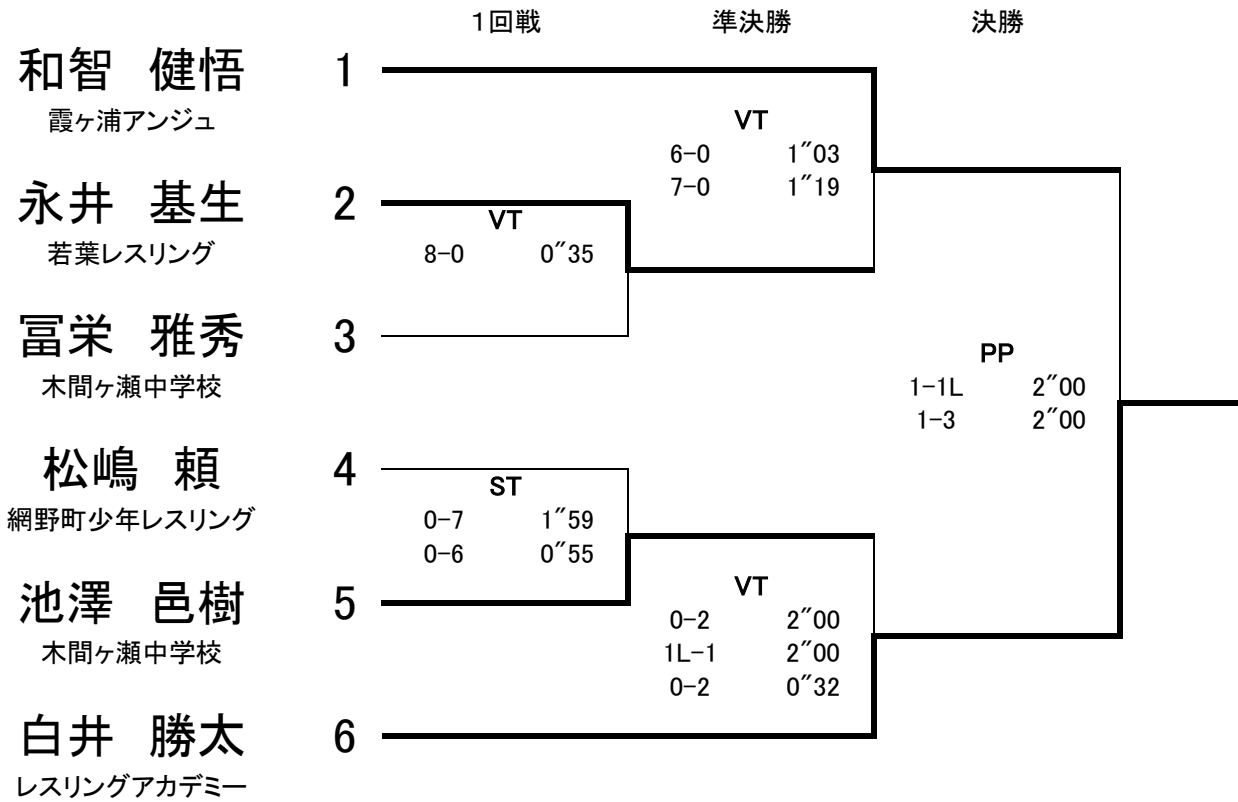 1回戦 準決勝 決勝
和智 健悟 1
霞ヶ浦アンジュ
VT
6-0 1″03
7-0 1″19
永井 基生 2
若葉レスリング
VT
8-0 0″35
冨栄 雅秀 3
木間ヶ瀬中学校
PP
1-1L 2″00
1-3 2″00
松嶋 頼 4
網野町少年レスリング
ST
0-7 1″59
0-6 0″55
池澤 邑樹 5
木間ヶ瀬中学校
VT
0-2 2″00
1L-1 2″00
0-2 0″32
白井 勝太 6
レスリングアカデミー